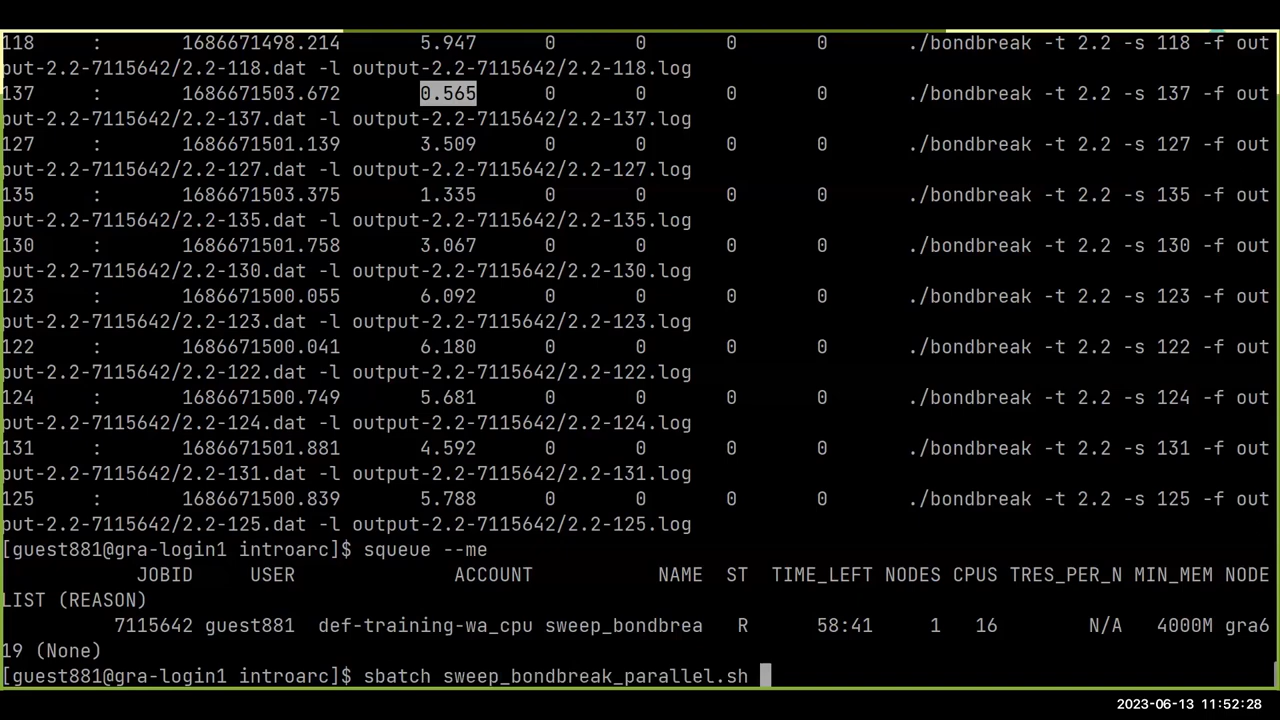 118     :       1686671498.214       5.947      0       0       0       0       ./bondbreak -t 2.2 -s 118 -f out
put-2.2-7115642/2.2-118.dat -l output-2.2-7115642/2.2-118.log
137     :       1686671503.672       0.565      0       0       0       0       ./bondbreak -t 2.2 -s 137 -f out
put-2.2-7115642/2.2-137.dat -l output-2.2-7115642/2.2-137.log
127     :       1686671501.139       3.509      0       0       0       0       ./bondbreak -t 2.2 -s 127 -f out
put-2.2-7115642/2.2-127.dat -l output-2.2-7115642/2.2-127.log
135     :       1686671503.375       1.335      0       0       0       0       ./bondbreak -t 2.2 -s 135 -f out
put-2.2-7115642/2.2-135.dat -l output-2.2-7115642/2.2-135.log
130     :       1686671501.758       3.067      0       0       0       0       ./bondbreak -t 2.2 -s 130 -f out
put-2.2-7115642/2.2-130.dat -l output-2.2-7115642/2.2-130.log
123     :       1686671500.055       6.092      0       0       0       0       ./bondbreak -t 2.2 -s 123 -f out
put-2.2-7115642/2.2-123.dat -l output-2.2-7115642/2.2-123.log
122     :       1686671500.041       6.180      0       0       0       0       ./bondbreak -t 2.2 -s 122 -f out
put-2.2-7115642/2.2-122.dat -l output-2.2-7115642/2.2-122.log
124     :       1686671500.749       5.681      0       0       0       0       ./bondbreak -t 2.2 -s 124 -f out
put-2.2-7115642/2.2-124.dat -l output-2.2-7115642/2.2-124.log
131     :       1686671501.881       4.592      0       0       0       0       ./bondbreak -t 2.2 -s 131 -f out
put-2.2-7115642/2.2-131.dat -l output-2.2-7115642/2.2-131.log
125     :       1686671500.839       5.788      0       0       0       0       ./bondbreak -t 2.2 -s 125 -f out
put-2.2-7115642/2.2-125.dat -l output-2.2-7115642/2.2-125.log
[guest881@gra-login1 introarc]$ squeue --me
JOBID     USER              ACCOUNT           NAME  ST  TIME_LEFT NODES CPUS TRES_PER_N MIN_MEM NODE
LIST (REASON)
7115642 guest881  def-training-wa_cpu sweep_bondbrea   R      58:41     1   16        N/A   4000M gra6
19 (None)
[guest881@gra-login1 introarc]$ sbatch sweep_bondbreak_parallel.sh
2023-06-13 11:52:28